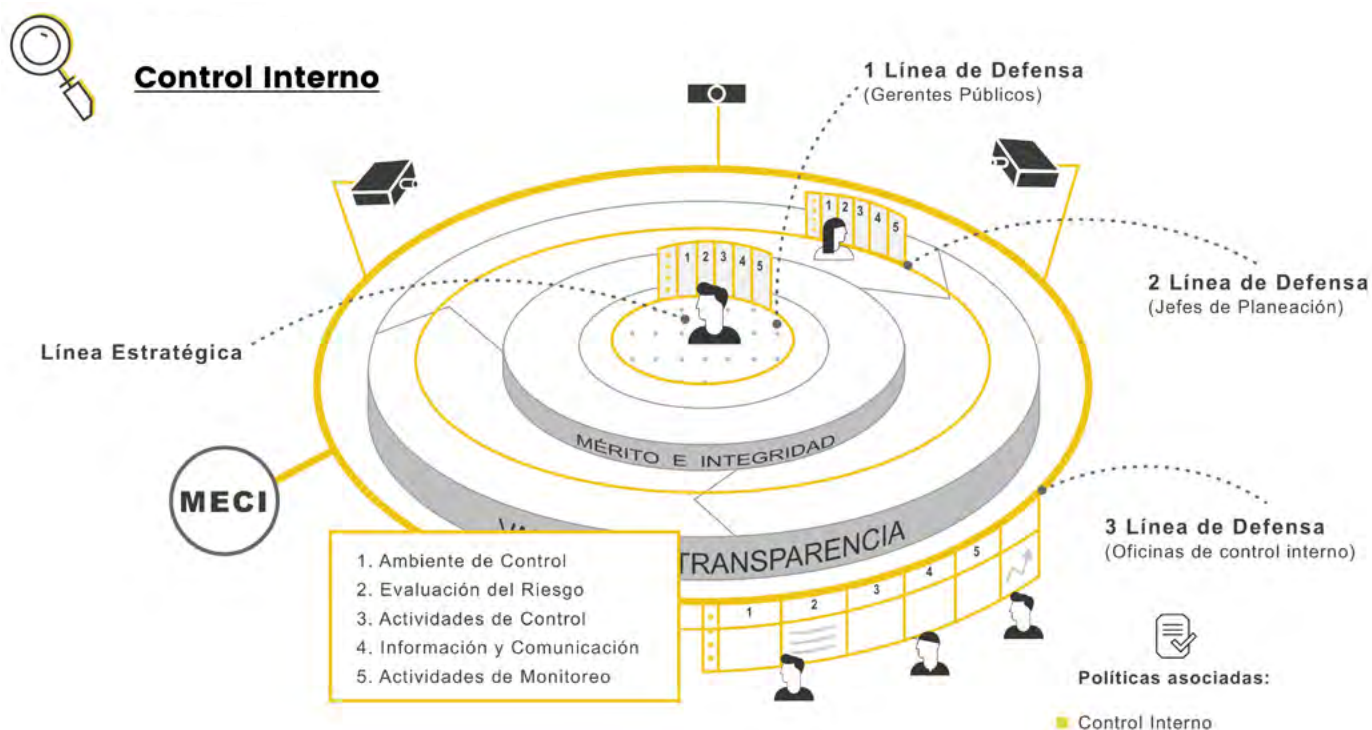 Control Interno
1 Línea de Defensa
(Gerentes Públicos)
1 2 3 4 5
1 2 3 4 5
2 Línea de Defensa
(Jefes de Planeación)
Línea Estratégica
MÉRITO E INTEGRIDAD
MECI
TRANSPARENCIA
3 Línea de Defensa
(Oficinas de control interno)
1. Ambiente de Control
2. Evaluación del Riesgo
3. Actividades de Control
4. Información y Comunicación
5. Actividades de Monitoreo
1 2 3 4 5
Políticas asociadas:
Control Interno